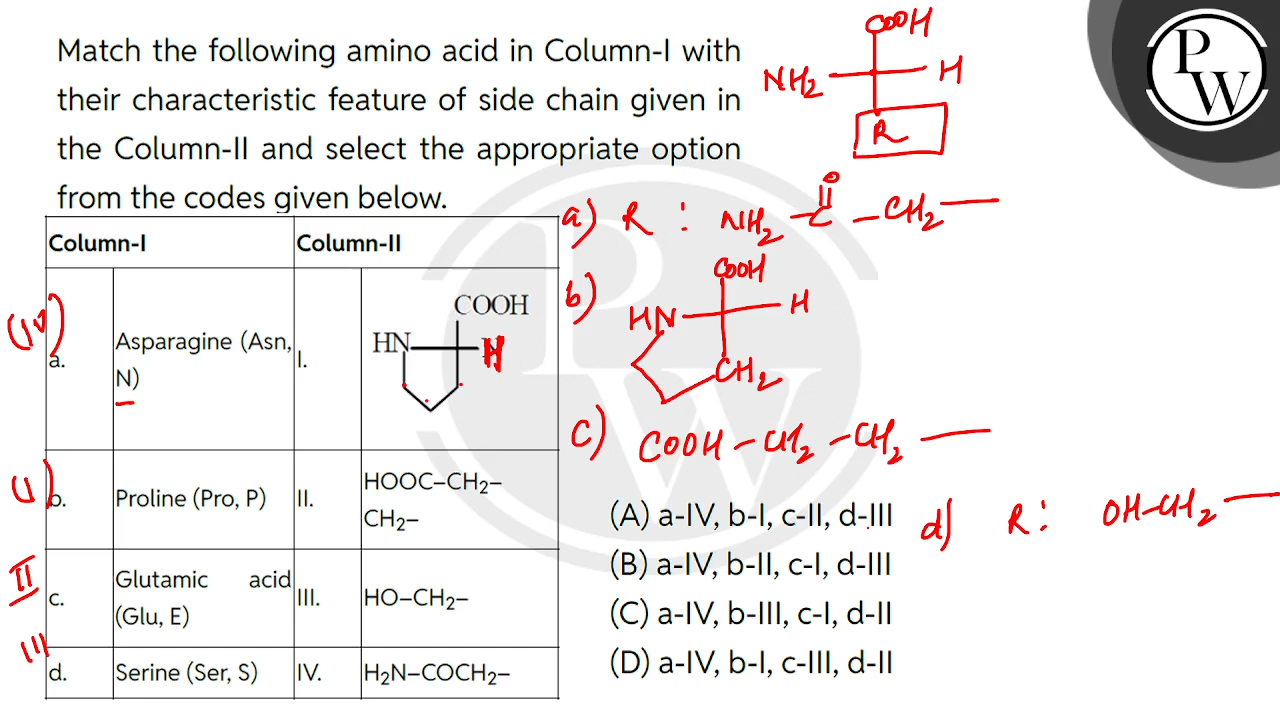 Match the following amino acid in Column-I with
their characteristic feature of side chain given in
the Column-II and select the appropriate option
from the codes given below.
Column-I Column-II
(IV) a. Asparagine (Asn, N) I. COOH HN H
(I) b. Proline (Pro, P) II. HOOC–CH₂–
CH₂–
II c. Glutamic acid (Glu, E) III. HO–CH₂–
III d. Serine (Ser, S) IV. H₂N–COCH₂–
COOH
NH₂ H
R
a) R : NH₂ – C – CH₂ —
O
b) COOH
HN H
CH₂
c) COOH – CH₂ – CH₂ —
(A) a-IV, b-I, c-II, d-III
(B) a-IV, b-II, c-I, d-III
(C) a-IV, b-III, c-I, d-II
(D) a-IV, b-I, c-III, d-II
d) R : OH–CH₂ —
P
W
PW